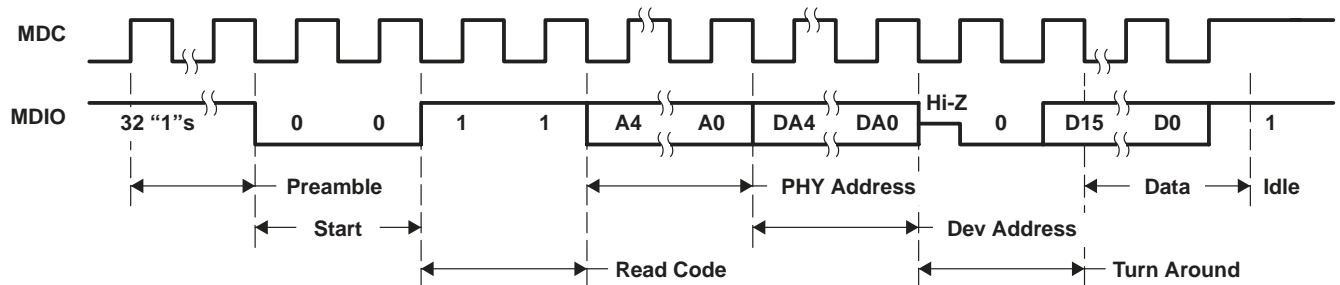 MDC
MDIO
32 “1”s 0 0 1 1 A4 A0 DA4 DA0 Hi-Z 0 D15 D0 1
Preamble PHY Address Data Idle
Start Dev Address
Read Code Turn Around